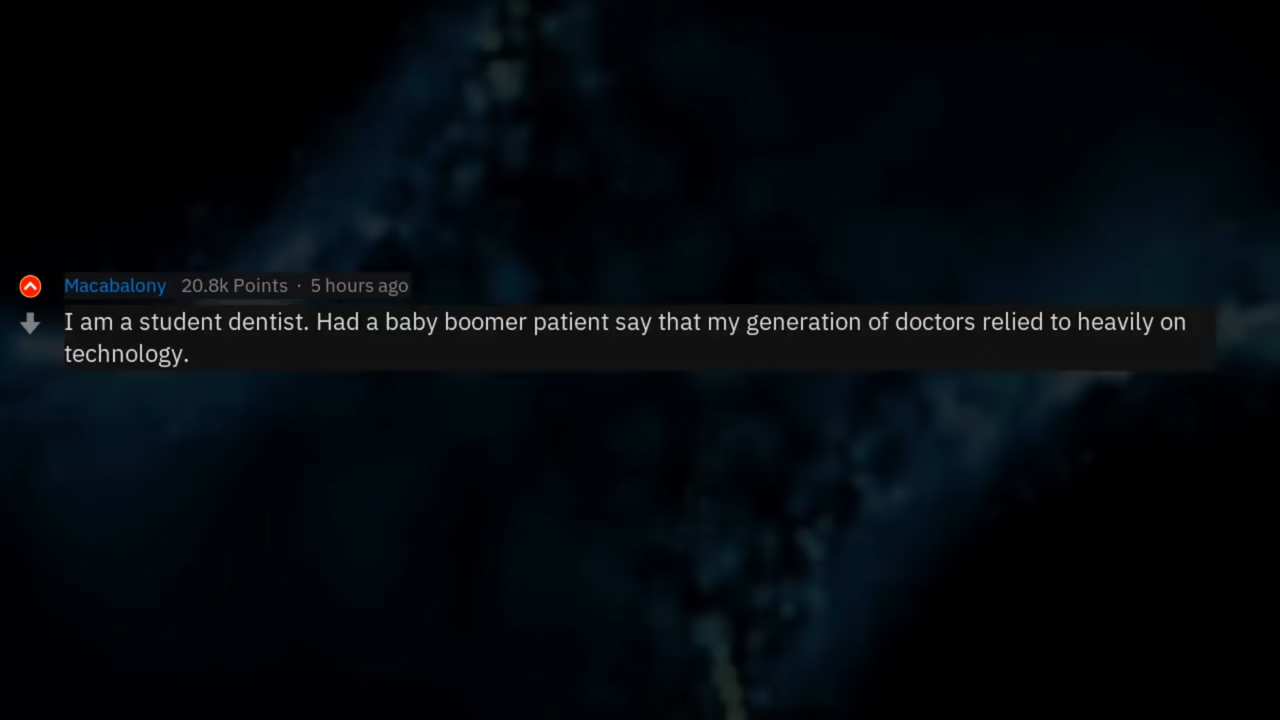 Macabalony 20.8k Points · 5 hours ago
I am a student dentist. Had a baby boomer patient say that my generation of doctors relied to heavily on
technology.